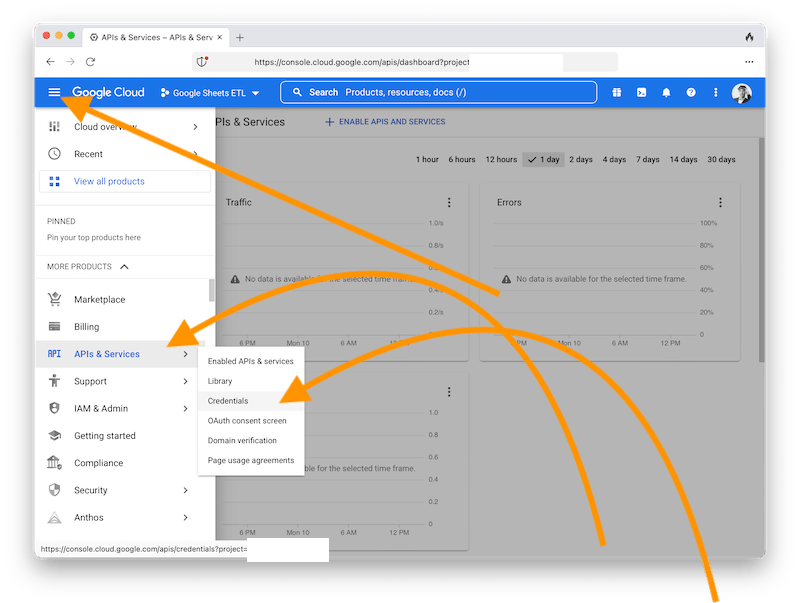 APIs & Services – APIs & Serv
https://console.cloud.google.com/apis/dashboard?project
Google Cloud
Google Sheets ETL
Search Products, resources, docs (/)
Cloud overview
Recent
View all products
PINNED
Pin your top products here
MORE PRODUCTS
Marketplace
Billing
API APIs & Services
Support
IAM & Admin
Getting started
Compliance
Security
Anthos
https://console.cloud.google.com/apis/credentials?project=
Enabled APIs & services
Library
Credentials
OAuth consent screen
Domain verification
Page usage agreements
PIs & Services
ENABLE APIS AND SERVICES
1 hour 6 hours 12 hours 1 day 2 days 4 days 7 days 14 days 30 days
Traffic
1.0/s
0.8/s
0.6/s
No data is available for the selected time frame.
0.4/s
0.2/s
0
6 PM Mon 10 6 AM 12 PM
Errors
100%
80%
60%
No data is available for the selected time frame.
40%
20%
0
PM Mon 10 6 AM 12 PM
1.0
0.8
0.6
able for the selected time frame.
0.4
0.2
0
6 PM Mon 10 6 AM 12 PM